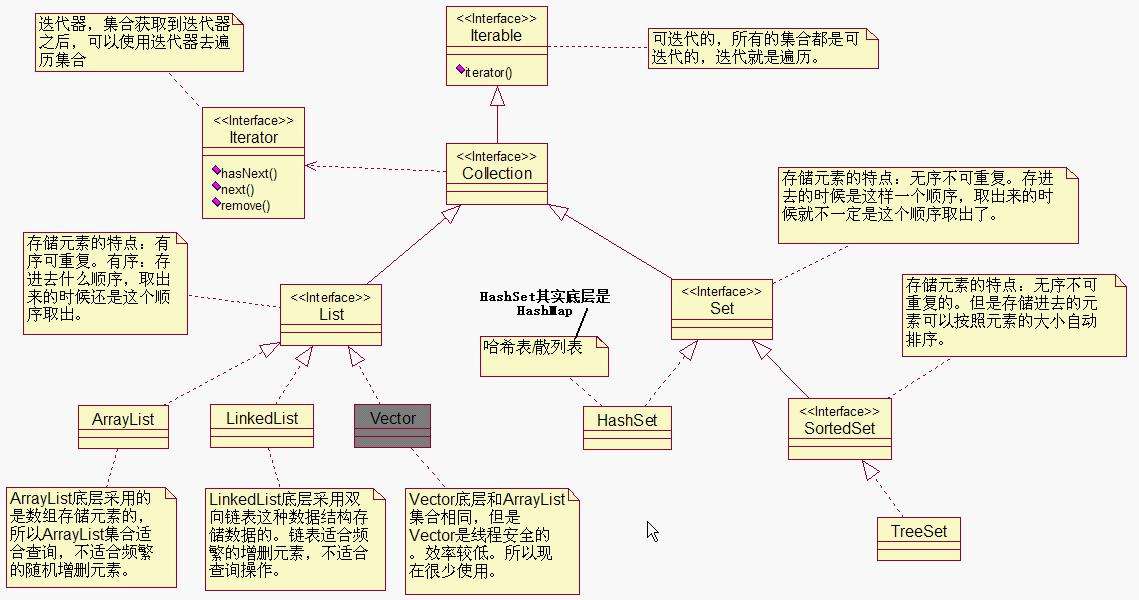 迭代器，集合获取到迭代器
之后，可以使用迭代器去遍
历集合
<<Interface>>
Iterable
iterator()
可迭代的，所有的集合都是可
迭代的，迭代就是遍历。
<<Interface>>
Iterator
hasNext()
next()
remove()
<<Interface>>
Collection
存储元素的特点：无序不可重复。存进
去的时候是这样一个顺序，取出来的时
候就不一定是这个顺序取出了。
存储元素的特点：有
序可重复。有序：存
进去什么顺序，取出
来的时候还是这个顺
序取出。
<<Interface>>
List
HashSet其实底层是
HashMap
哈希表/散列表
<<Interface>>
Set
存储元素的特点：无序不可
重复的。但是存储进去的元
素可以按照元素的大小自动
排序。
ArrayList
LinkedList
Vector
HashSet
<<Interface>>
SortedSet
ArrayList底层采用的
是数组存储元素的，
所以ArrayList集合适
合查询，不适合频繁
的随机增删元素。
LinkedList底层采用双
向链表这种数据结构存
储数据的。链表适合频
繁的增删元素，不适合
查询操作。
Vector底层和ArrayList
集合相同，但是
Vector是线程安全的
。效率较低。所以现
在很少使用。
TreeSet